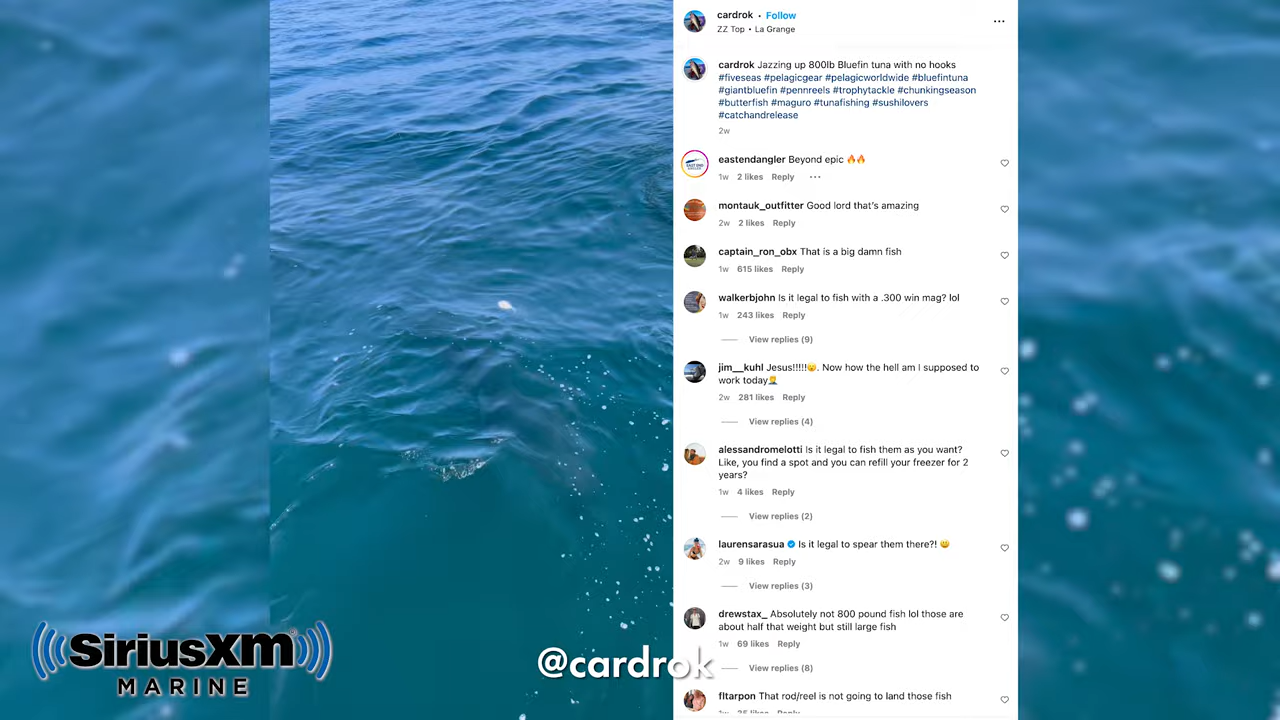 cardrok • Follow
ZZ Top • La Grange
cardrok Jazzing up 800lb Bluefin tuna with no hooks
#fiveseas #pelagicgear #pelagicworldwide #bluefintuna
#giantbluefin #pennreels #trophytackle #chunkingseason
#butterfish #maguro #tunafishing #sushilovers
#catchandrelease
2w
eastendangler Beyond epic 🔥🔥
1w 2 likes Reply ...
montauk_outfitter Good lord that's amazing
2w 2 likes Reply
captain_ron_obx That is a big damn fish
1w 615 likes Reply
walkerbjohn Is it legal to fish with a .300 win mag? lol
1w 243 likes Reply
View replies (9)
jim__kuhl Jesus!!!!!🤯. Now how the hell am I supposed to
work today🤦‍♂️
2w 281 likes Reply
View replies (4)
alessandromelotti Is it legal to fish them as you want?
Like, you find a spot and you can refill your freezer for 2
years?
1w 4 likes Reply
View replies (2)
laurensarasua Is it legal to spear them there?! 😄
2w 9 likes Reply
View replies (3)
drewstax_ Absolutely not 800 pound fish lol those are
about half that weight but still large fish
1w 69 likes Reply
View replies (8)
fltarpon That rod/reel is not going to land those fish
1w 35 likes Reply
@cardrok
SiriusXM
MARINE